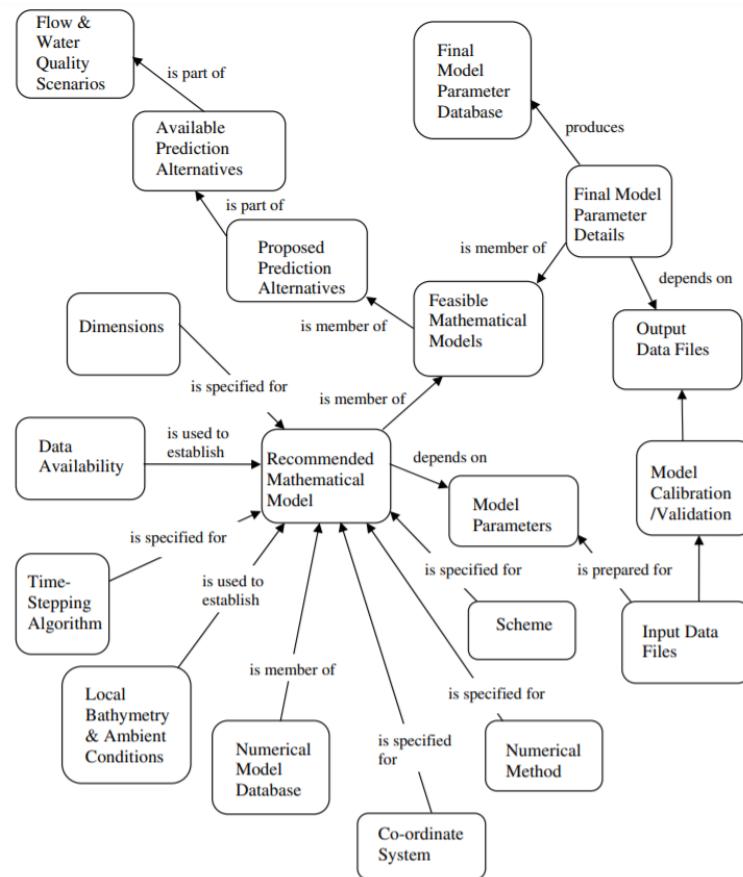 Flow &
Water
Quality
Scenarios
is part of
Available
Prediction
Alternatives
is part of
Proposed
Prediction
Alternatives
Final
Model
Parameter
Database
produces
Final Model
Parameter
Details
is member of
depends on
Feasible
Mathematical
Models
is member of
Output
Data Files
Dimensions
is specified for
is member of
Data
Availability
is used to
establish
Recommended
Mathematical
Model
depends on
Model
Parameters
Model
Calibration
/Validation
is specified for
Time-
Stepping
Algorithm
is used to
establish
is specified for
is prepared for
Scheme
Input Data
Files
Local
Bathymetry
& Ambient
Conditions
is member of
Numerical
Model
Database
is specified
for
Co-ordinate
System
is specified for
Numerical
Method